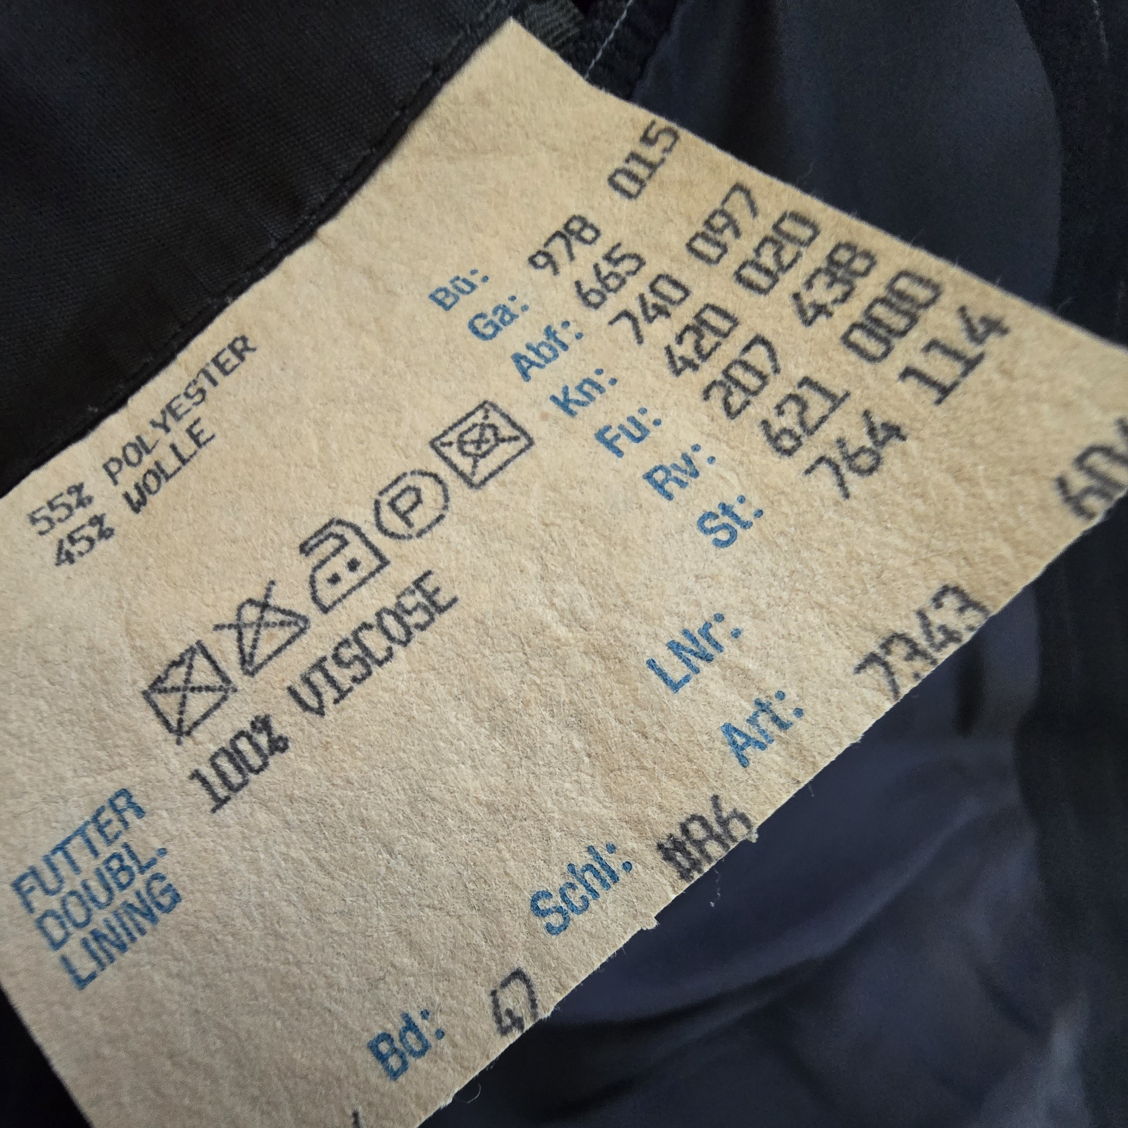 55% POLYESTER
45% WOLLE
P
100% VISCOSE
FUTTER
DOUBL.
LINING
Bü: 978 015
Ga: 665
Abf: 740 097
Kn: 420 020
Fu: 207 438
Rv: 621 000
St: 764 114
LNr:
Art: 7343
Schl:
Bd: 47